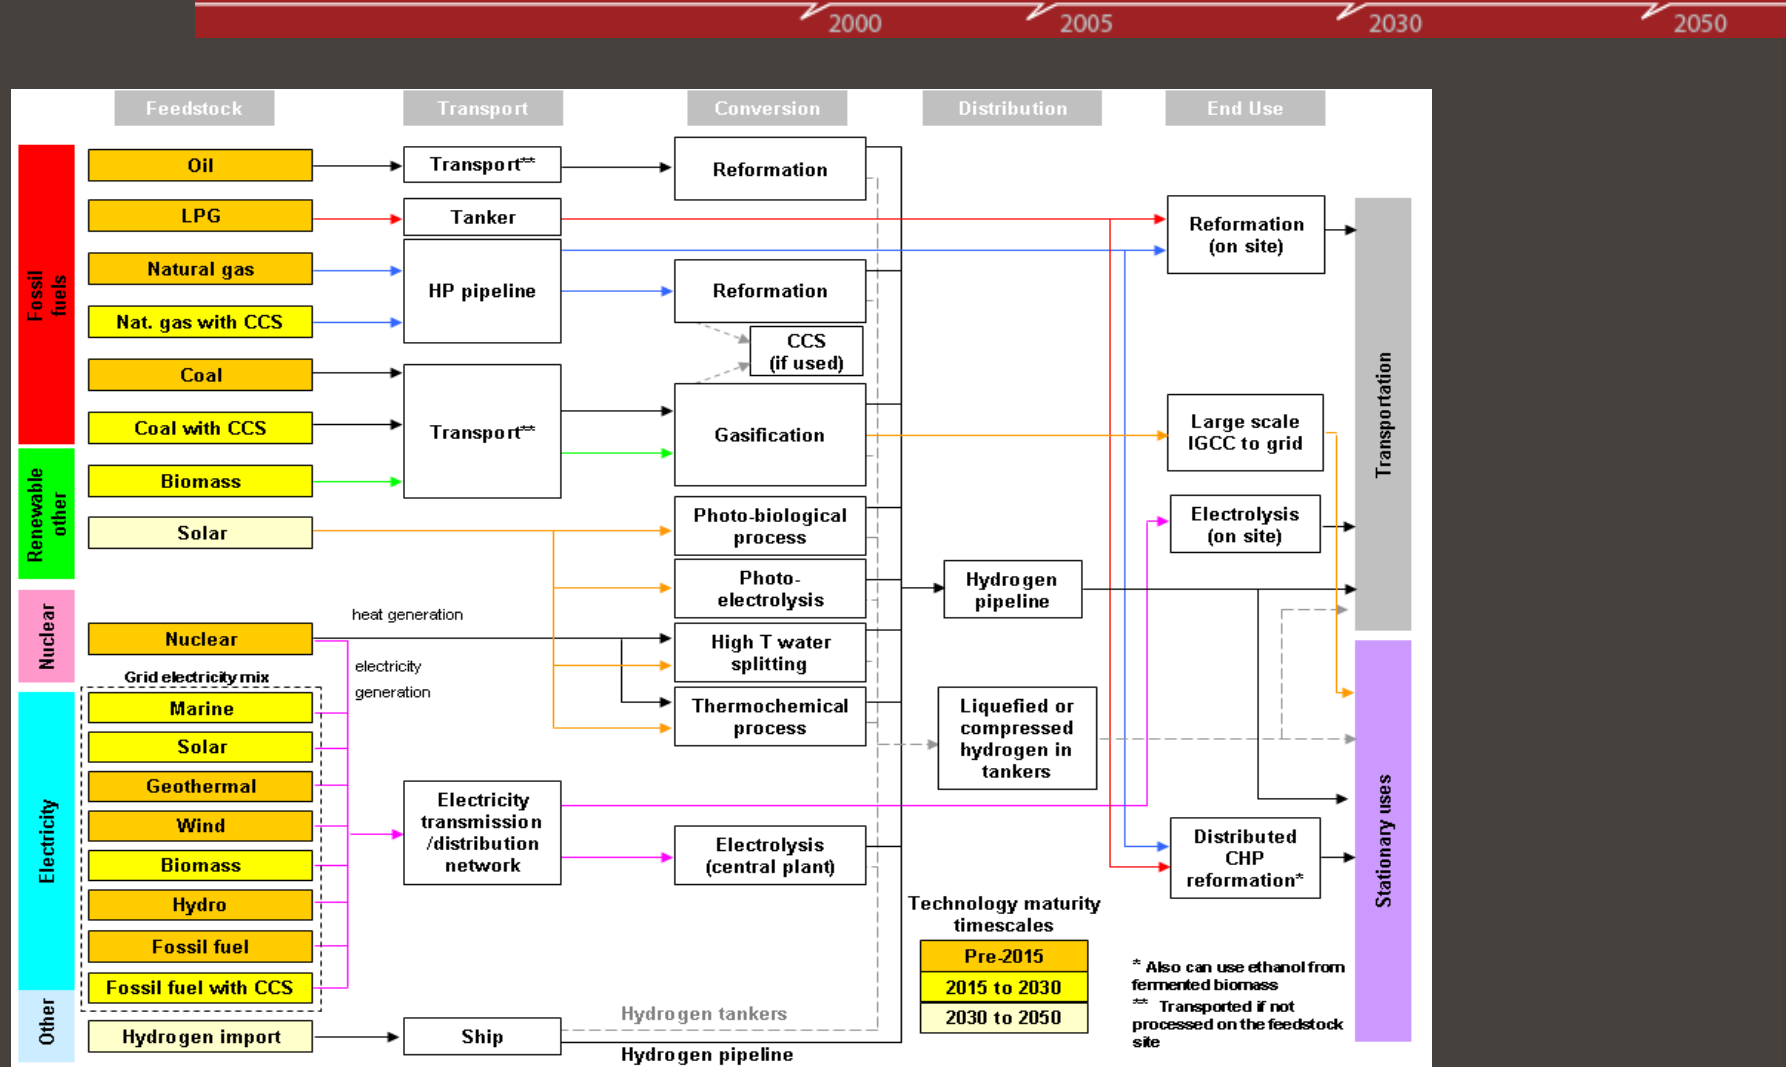 2000
2005
2030
2050
Feedstock
Transport
Conversion
Distribution
End Use
Fossil
fuels
Renewable
other
Nuclear
Electricity
Other
Oil
LPG
Natural gas
Nat. gas with CCS
Coal
Coal with CCS
Biomass
Solar
Nuclear
Grid electricity mix
Marine
Solar
Geothermal
Wind
Biomass
Hydro
Fossil fuel
Fossil fuel with CCS
Hydrogen import
heat generation
electricity
generation
Transport**
Tanker
HP pipeline
Transport**
Electricity
transmission
/distribution
network
Ship
Hydrogen tankers
Hydrogen pipeline
Reformation
Reformation
CCS
(if used)
Gasification
Photo-biological
process
Photo-
electrolysis
High T water
splitting
Thermochemical
process
Electrolysis
(central plant)
Hydrogen
pipeline
Liquefied or
compressed
hydrogen in
tankers
Technology maturity
timescales
Pre-2015
2015 to 2030
2030 to 2050
Reformation
(on site)
Large scale
IGCC to grid
Electrolysis
(on site)
Distributed
CHP
reformation*
* Also can use ethanol from
fermented biomass
** Transported if not
processed on the feedstock
site
Transportation
Stationary uses